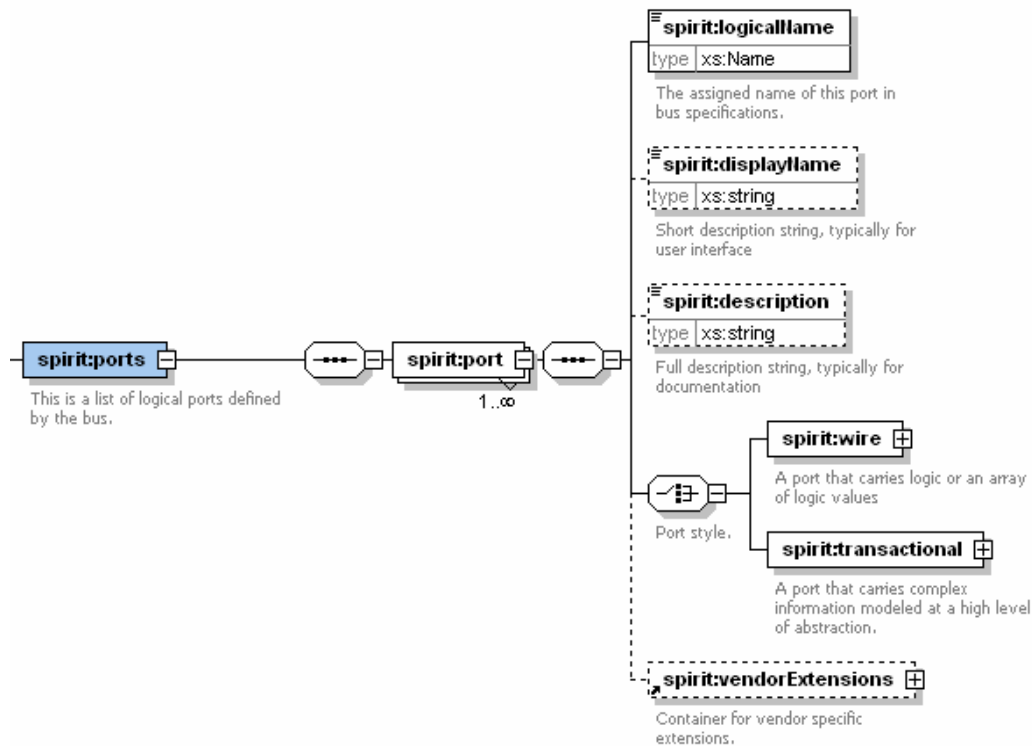 spirit:logicalName
type xs:Name
The assigned name of this port in
bus specifications.
spirit:displayName
type xs:string
Short description string, typically for
user interface
spirit:description
type xs:string
Full description string, typically for
documentation
spirit:ports
This is a list of logical ports defined
by the bus.
spirit:port
1..∞
spirit:wire
A port that carries logic or an array
of logic values
Port style.
spirit:transactional
A port that carries complex
information modeled at a high level
of abstraction.
spirit:vendorExtensions
Container for vendor specific
extensions.